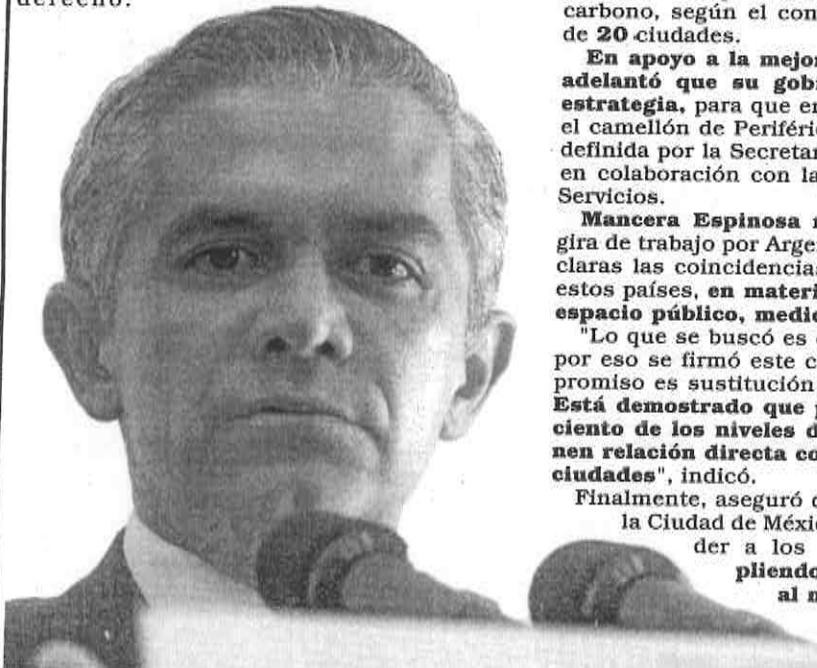 derecho.
carbono, según el con
de 20 ciudades.
En apoyo a la mejor
adelantó que su gobi
estrategia, para que en
el camellón de Periféri
definida por la Secretar
en colaboración con la
Servicios.
Mancera Espinosa r
gira de trabajo por Arge
claras las coincidencias
estos países, en materi
espacio público, medio
"Lo que se buscó es
por eso se firmó este c
promiso es sustitución
Está demostrado que p
ciento de los niveles d
nen relación directa co
ciudades", indicó.
Finalmente, aseguró q
la Ciudad de Méxi
der a los
pliendo
al n